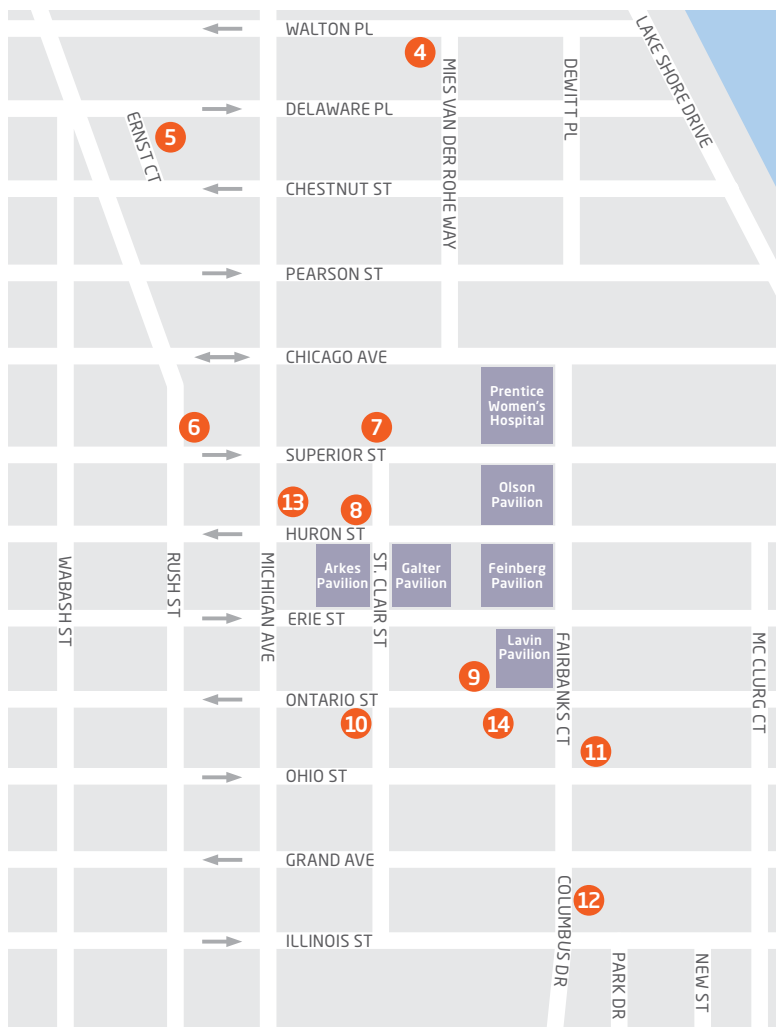 WALTON PL
4
MIES VAN DER ROHE WAY
DEWITT PL
LAKE SHORE DRIVE
DELAWARE PL
ERNST CT
5
CHESTNUT ST
PEARSON ST
CHICAGO AVE
Prentice
Women's
Hospital
6
7
SUPERIOR ST
13
8
Olson
Pavilion
HURON ST
WABASH ST
RUSH ST
MICHIGAN AVE
Arkes
Pavilion
ST. CLAIR ST
Galter
Pavilion
Feinberg
Pavilion
ERIE ST
Lavin
Pavilion
FAIRBANKS CT
MC CLURG CT
9
ONTARIO ST
10
14
11
OHIO ST
GRAND AVE
COLUMBUS DR
12
ILLINOIS ST
PARK DR
NEW ST